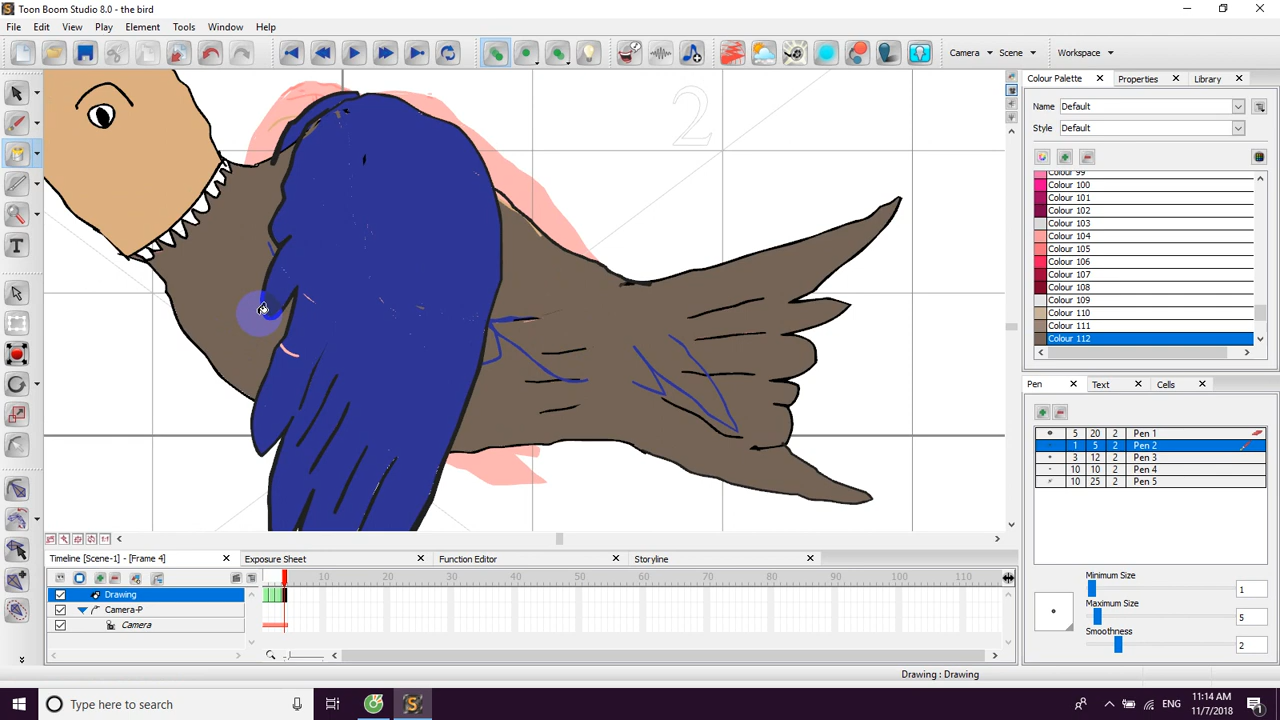 Toon Boom Studio 8.0 - the bird
File Edit View Play Element Tools Window Help
Camera Scene Workspace
2
Colour Palette Properties Library
Name Default
Style Default
Colour 99
Colour 100
Colour 101
Colour 102
Colour 103
Colour 104
Colour 105
Colour 106
Colour 107
Colour 108
Colour 109
Colour 110
Colour 111
Colour 112
Pen Text Cells
5 20 2 Pen 1
1 5 2 Pen 2
3 12 2 Pen 3
10 10 2 Pen 4
10 25 2 Pen 5
Minimum Size
1
Maximum Size
5
Smoothness
2
Timeline [Scene-1] - [Frame 4] Exposure Sheet Function Editor Storyline
10 20 30 40 50 60 70 80 90 100 110
Drawing
Camera-P
Camera
Drawing : Drawing
Type here to search
ENG
11:14 AM
11/7/2018